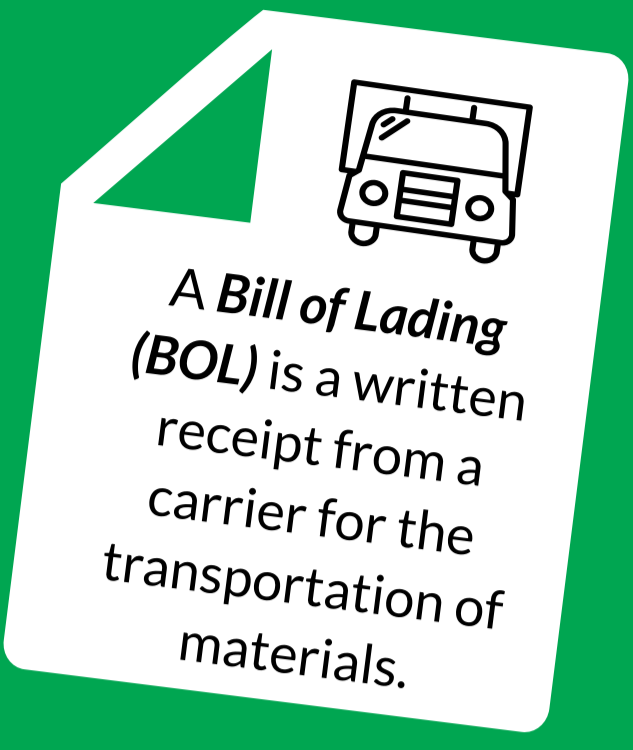 A Bill of Lading
(BOL) is a written
receipt from a
carrier for the
transportation of
materials.